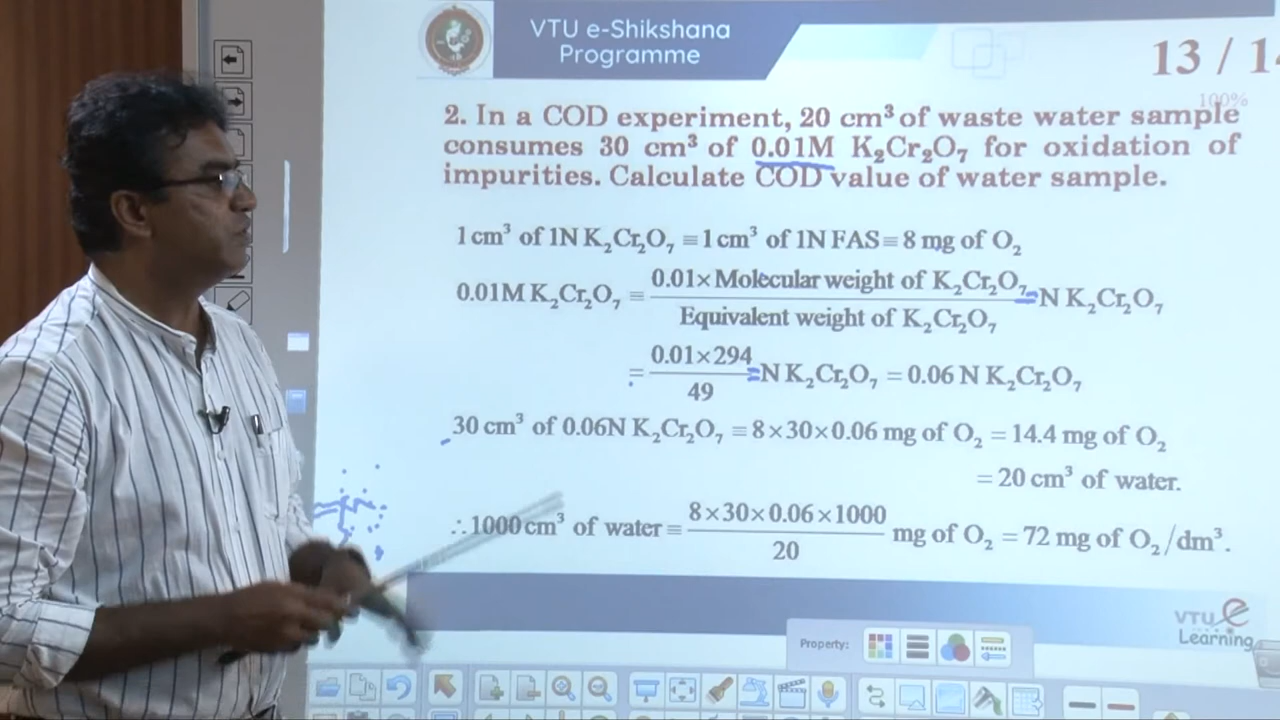 VTU e-Shikshana
Programme
13 / 1
100%
2. In a COD experiment, 20 cm³ of waste water sample
consumes 30 cm³ of 0.01M K₂Cr₂O₇ for oxidation of
impurities. Calculate COD value of water sample.
1 cm³ of 1N K₂Cr₂O₇ ≡ 1 cm³ of 1N FAS ≡ 8 mg of O₂
0.01M K₂Cr₂O₇ ≡ 0.01 × Molecular weight of K₂Cr₂O₇ / Equivalent weight of K₂Cr₂O₇ = N K₂Cr₂O₇
= 0.01 × 294 / 49 = N K₂Cr₂O₇ = 0.06 N K₂Cr₂O₇
30 cm³ of 0.06N K₂Cr₂O₇ ≡ 8 × 30 × 0.06 mg of O₂ = 14.4 mg of O₂
= 20 cm³ of water.
∴ 1000 cm³ of water ≡ 8 × 30 × 0.06 × 1000 / 20 mg of O₂ = 72 mg of O₂/dm³.
VTU e
Learning
Property: